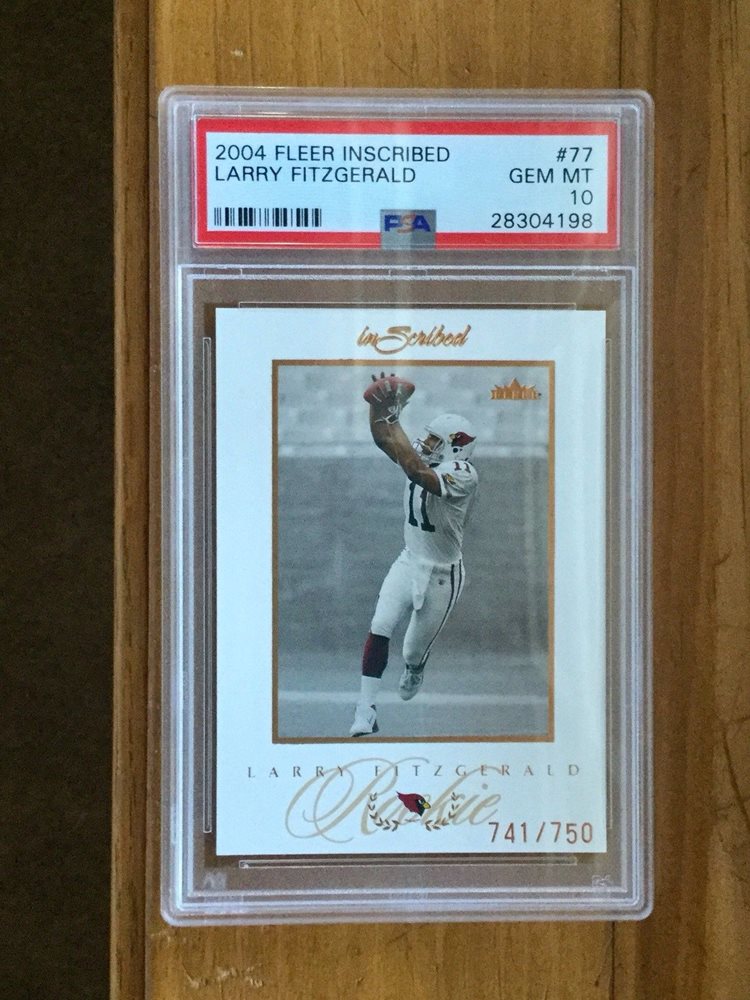 2004 FLEER INSCRIBED #77
LARRY FITZGERALD GEM MT
10
PSA 28304198
inScribed
FLEER
11
11
LARRY FITZGERALD
Rookie
741/750